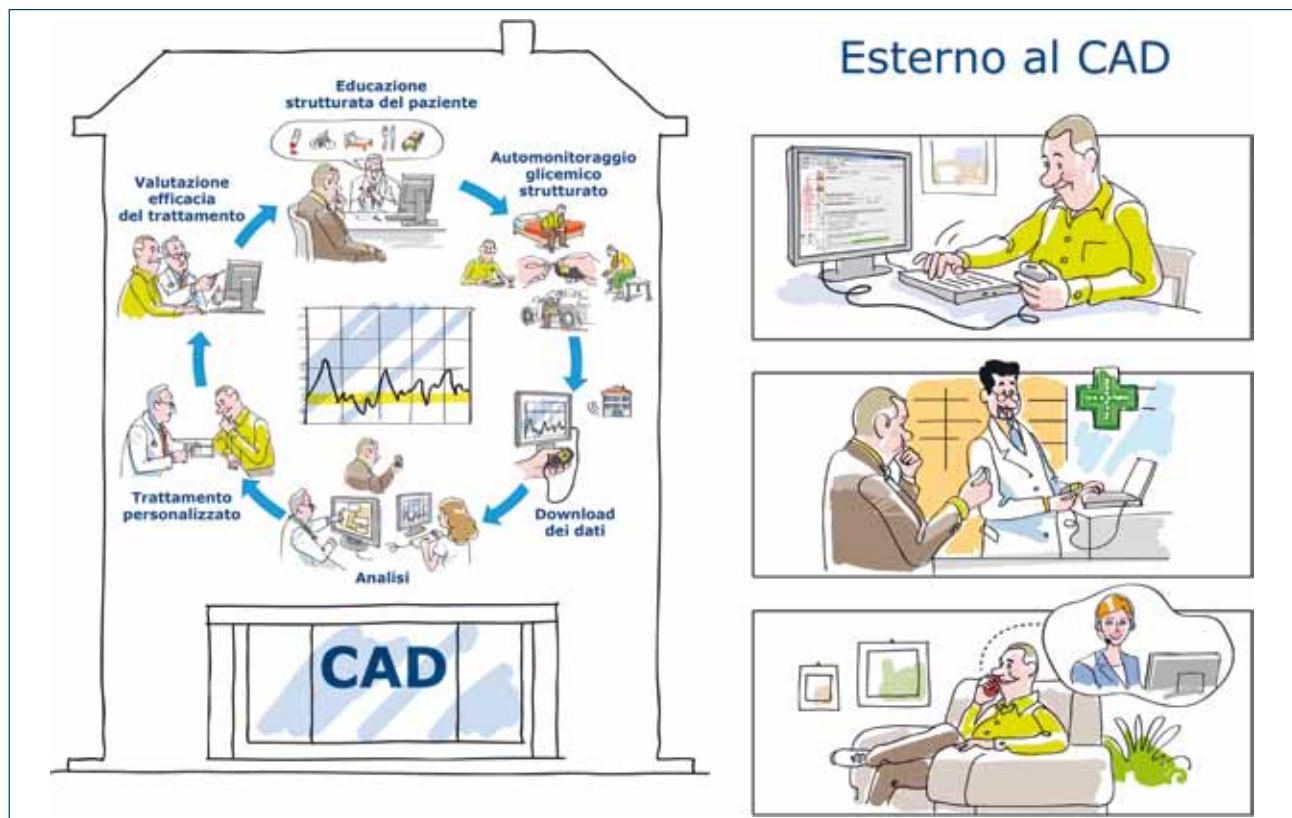 Esterno al CAD
Educazione
strutturata del paziente
Automonitoraggio
glicemico
strutturato
Valutazione
efficacia
del trattamento
Trattamento
personalizzato
Download
dei dati
Analisi
CAD